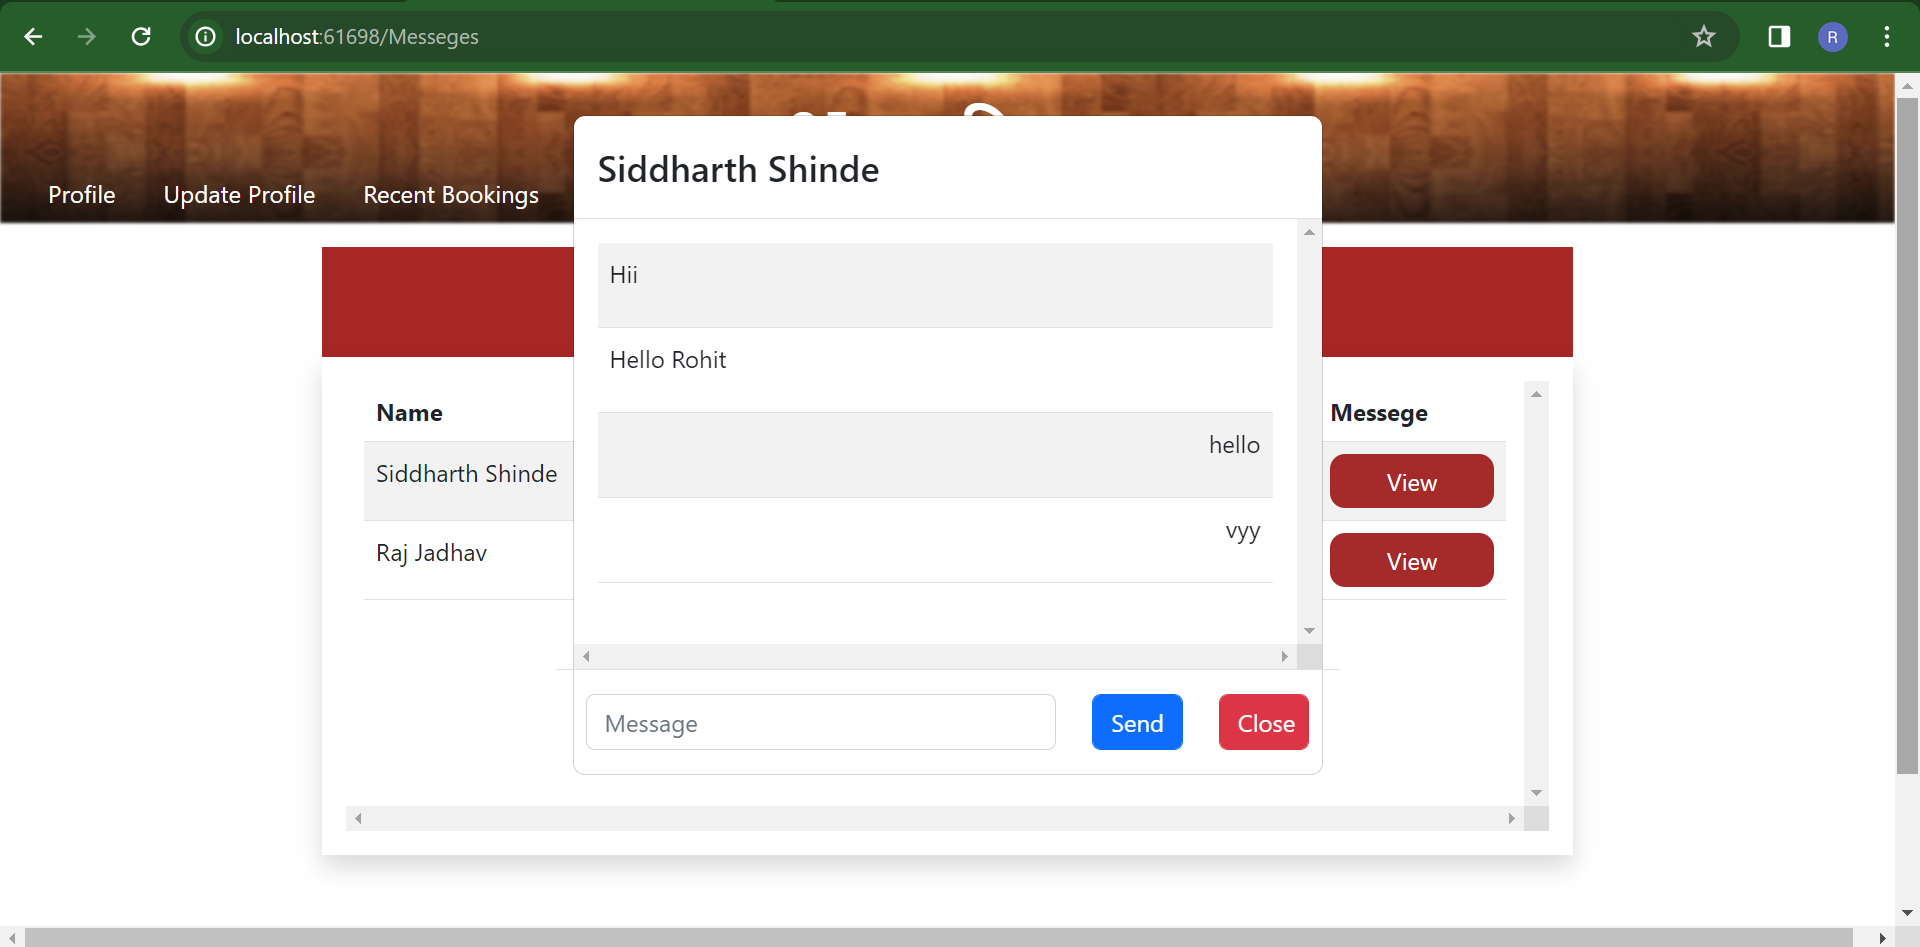 localhost:61698/Messeges
R
Profile Update Profile Recent Bookings
Siddharth Shinde
Hii
Hello Rohit
hello
vyy
Name Messege
Siddharth Shinde View
Raj Jadhav View
Message Send Close